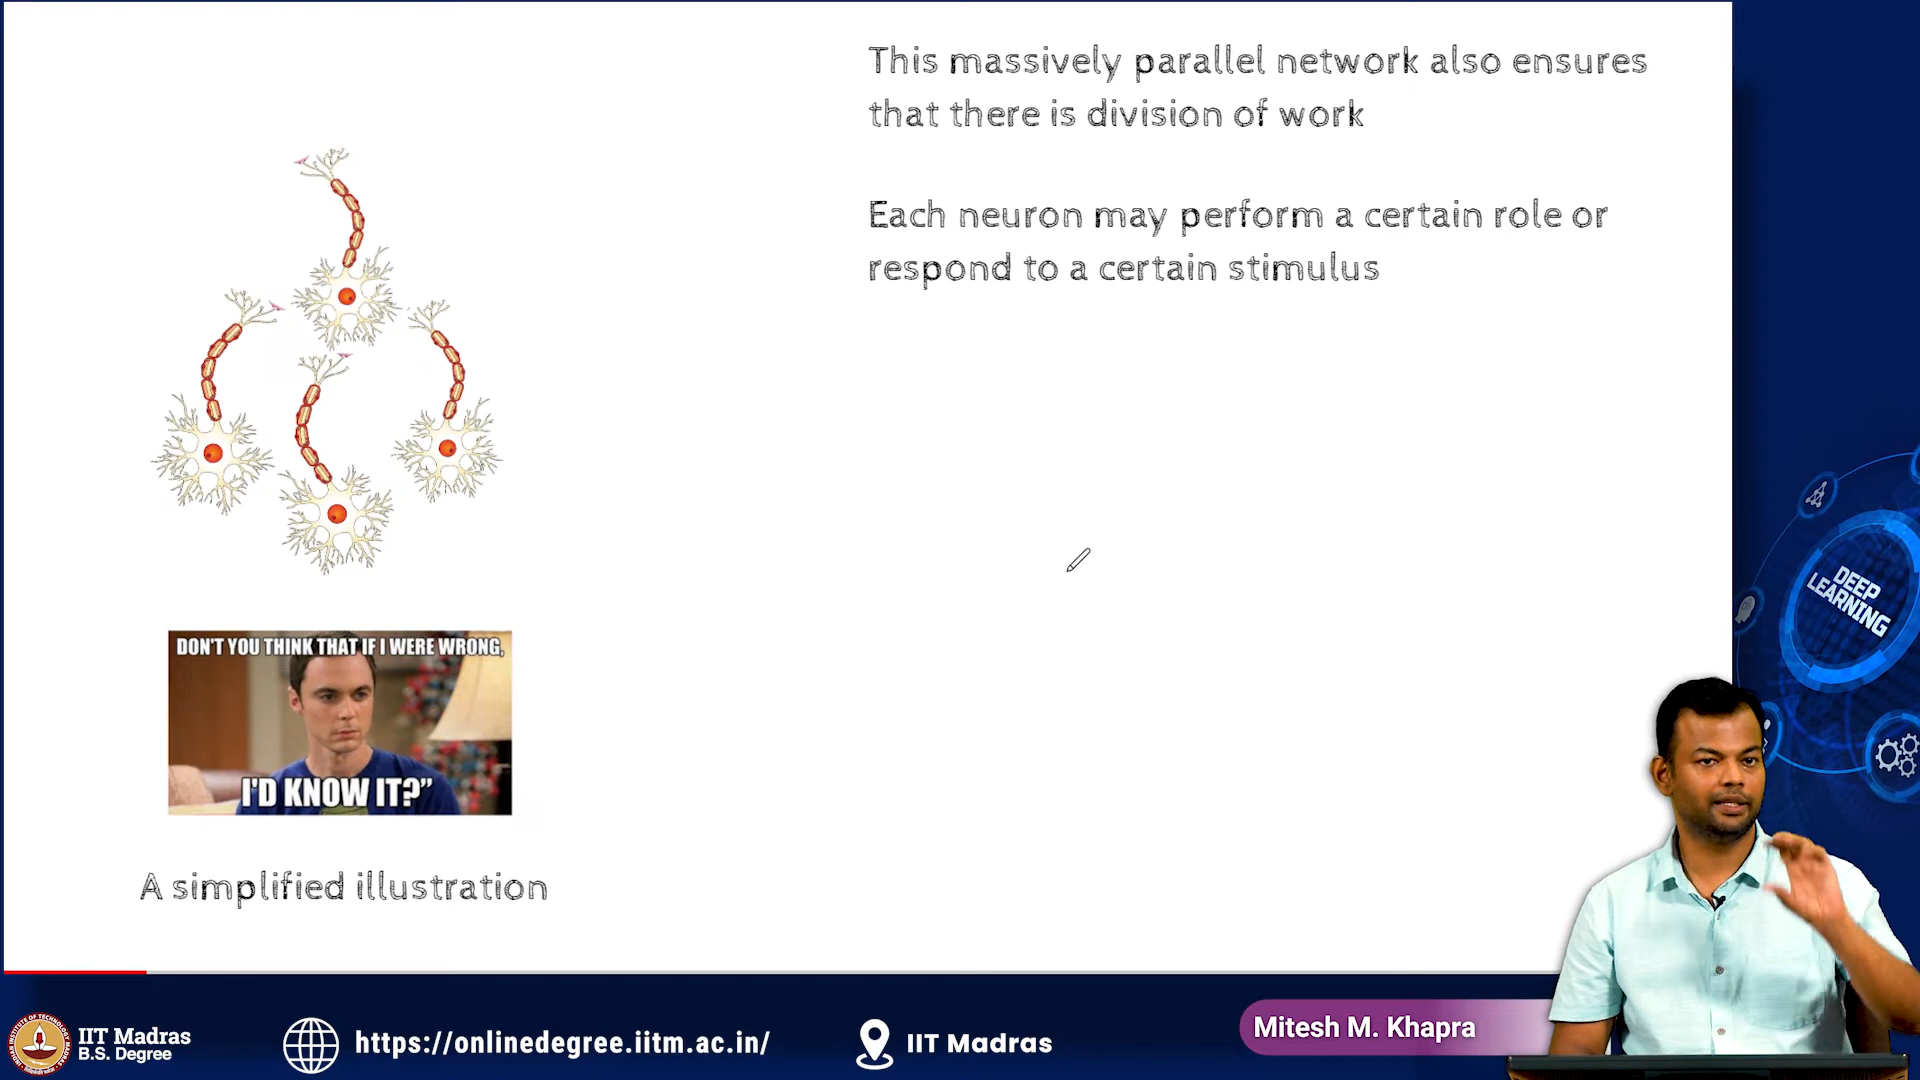 This massively parallel network also ensures
that there is division of work
Each neuron may perform a certain role or
respond to a certain stimulus
DON'T YOU THINK THAT IF I WERE WRONG,
I'D KNOW IT?”
A simplified illustration
DEEP
LEARNING
IIT Madras
B.S. Degree
https://onlinedegree.iitm.ac.in/
IIT Madras
Mitesh M. Khapra